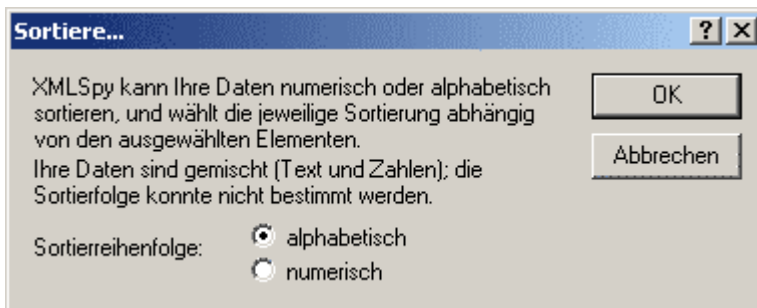 Sortiere...
XMLSpy kann Ihre Daten numerisch oder alphabetisch
sortieren, und wählt die jeweilige Sortierung abhängig
von den ausgewählten Elementen.
Ihre Daten sind gemischt (Text und Zahlen); die
Sortierfolge konnte nicht bestimmt werden.
OK
Abbrechen
Sortierreihenfolge:
alphabetisch
numerisch